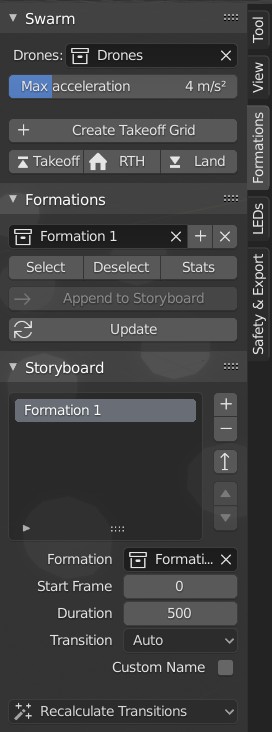 Swarm
Drones: Drones
Max acceleration 4 m/s²
Create Takeoff Grid
Takeoff RTH Land
Formations
Formation 1
Select Deselect Stats
Append to Storyboard
Update
Storyboard
Formation 1
Formation Formati...
Start Frame 0
Duration 500
Transition Auto
Custom Name
Recalculate Transitions
Tool
View
Formations
LEDs
Safety & Export